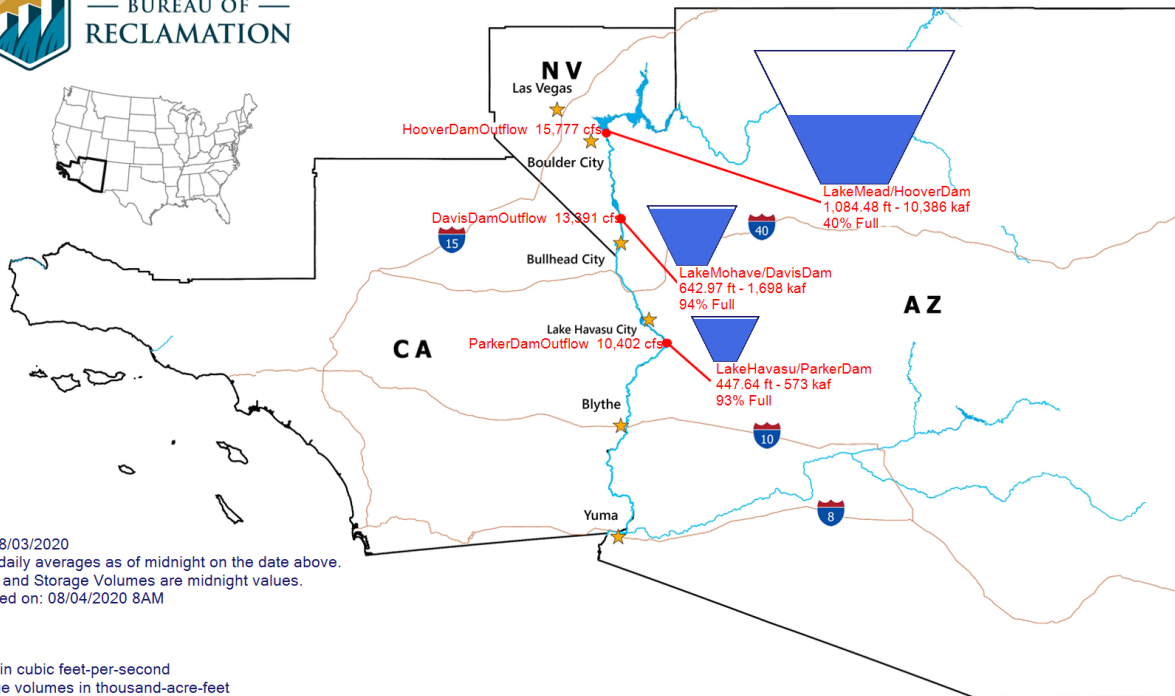 BUREAU OF
RECLAMATION
NV
Las Vegas
HooverDamOutflow 15,777 cfs
Boulder City
LakeMead/HooverDam
1,084.48 ft - 10,386 kaf
40% Full
DavisDamOutflow 13,391 cfs
15
40
Bullhead City
LakeMohave/DavisDam
642.97 ft - 1,698 kaf
94% Full
AZ
Lake Havasu City
CA
ParkerDamOutflow 10,402 cfs
LakeHavasu/ParkerDam
447.64 ft - 573 kaf
93% Full
Blythe
10
Yuma
8
8/03/2020
daily averages as of midnight on the date above.
and Storage Volumes are midnight values.
ed on: 08/04/2020 8AM
in cubic feet-per-second
e volumes in thousand-acre-feet